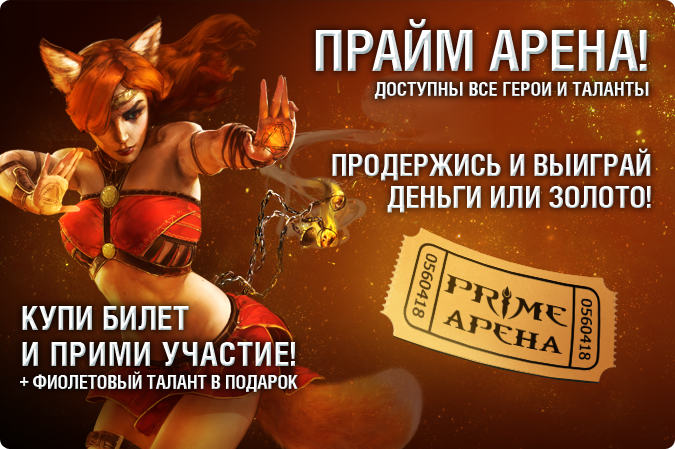 ПРАЙМ АРЕНА!
ДОСТУПНЫ ВСЕ ГЕРОИ И ТАЛАНТЫ
ПРОДЕРЖИСЬ И ВЫИГРАЙ
ДЕНЬГИ ИЛИ ЗОЛОТО!
0560418
PRIME
АРЕНА
0560418
КУПИ БИЛЕТ
И ПРИМИ УЧАСТИЕ!
+ ФИОЛЕТОВЫЙ ТАЛАНТ В ПОДАРОК